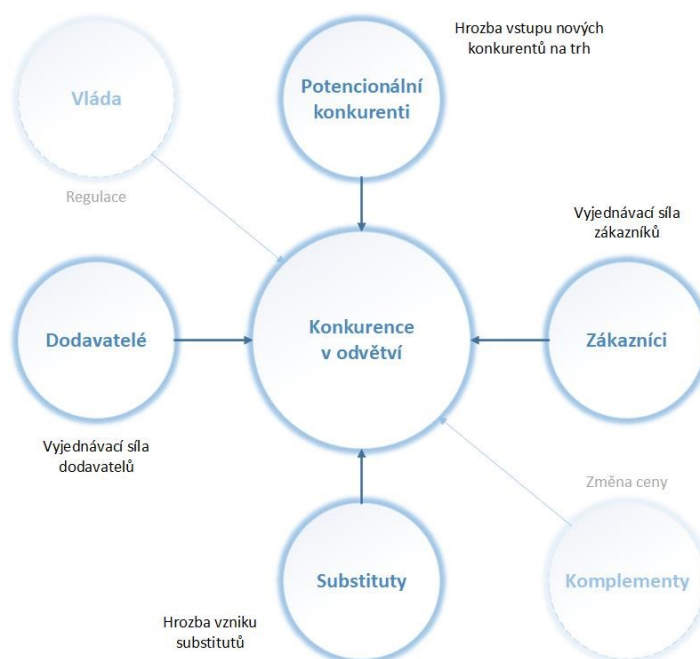 Hrozba vstupu nových
konkurentů na trh
Potencionální
konkurenti
Vláda
Regulace
Vyjednávací síla
zákazníků
Dodavatelé
Konkurence
v odvětví
Zákazníci
Vyjednávací síla
dodavatelů
Změna ceny
Substituty
Komplementy
Hrozba vzniku
substitutů